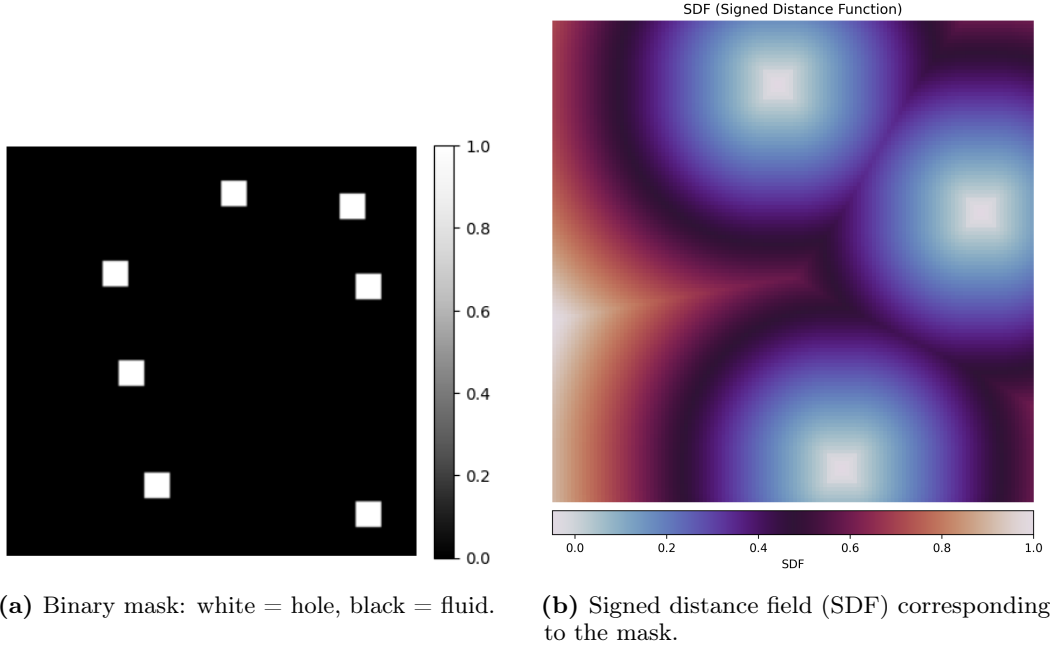 SDF (Signed Distance Function)
1.0
0.8
0.6
0.4
0.2
0.0
0.0 0.2 0.4 0.6 0.8 1.0
SDF
(a) Binary mask: white = hole, black = fluid.
(b) Signed distance field (SDF) corresponding
to the mask.